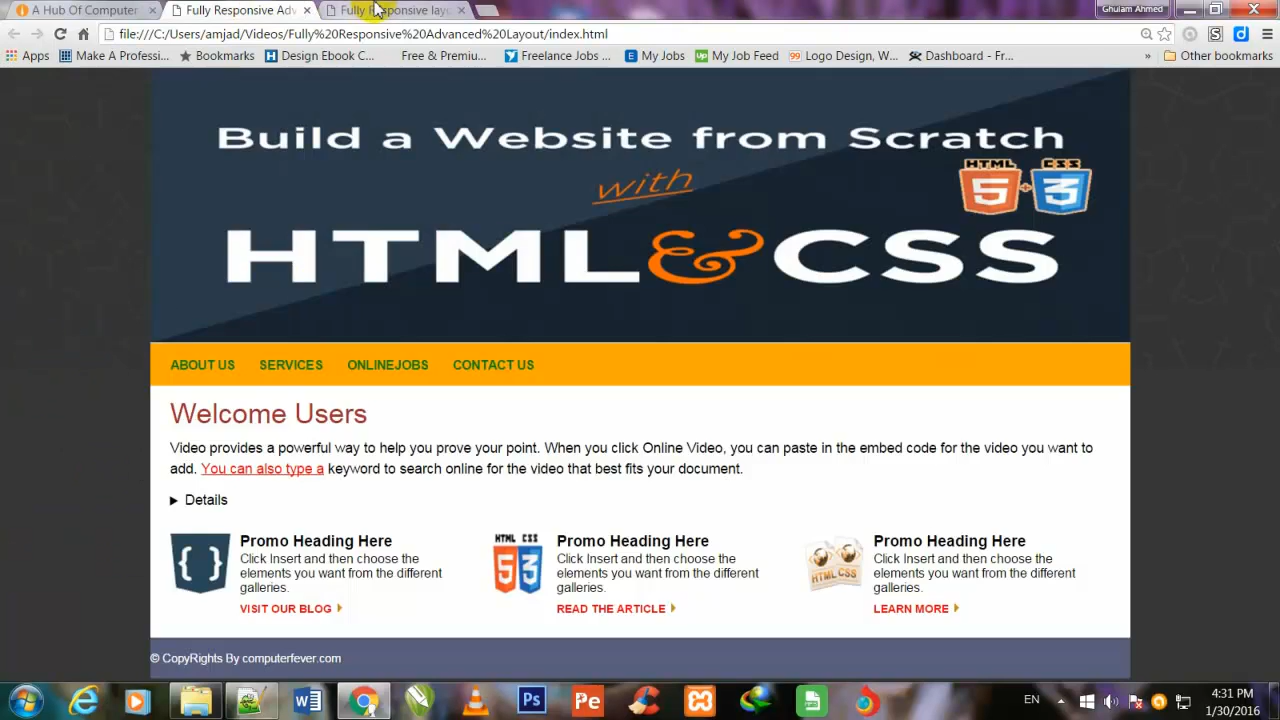 A Hub Of Computer
Fully Responsive Adv
Fully Responsive layo
Ghulam Ahmed
file:///C:/Users/amjad/Videos/Fully%20Responsive%20Advanced%20Layout/index.html
Apps Make A Professi... Bookmarks Design Ebook C... Free & Premiu... Freelance Jobs ... My Jobs My Job Feed Logo Design, W... Dashboard - Fr... » Other bookmarks
Build a Website from Scratch
with
HTML CSS
5 + 3
HTML & CSS
ABOUT US SERVICES ONLINEJOBS CONTACT US
Welcome Users
Video provides a powerful way to help you prove your point. When you click Online Video, you can paste in the embed code for the video you want to
add. You can also type a keyword to search online for the video that best fits your document.
Details
Promo Heading Here
Click Insert and then choose the
elements you want from the different
galleries.
VISIT OUR BLOG
HTML CSS
5 3
Promo Heading Here
Click Insert and then choose the
elements you want from the different
galleries.
READ THE ARTICLE
HTML CSS
Promo Heading Here
Click Insert and then choose the
elements you want from the different
galleries.
LEARN MORE
© CopyRights By computerfever.com
Ps
Pe
EN
4:31 PM
1/30/2016